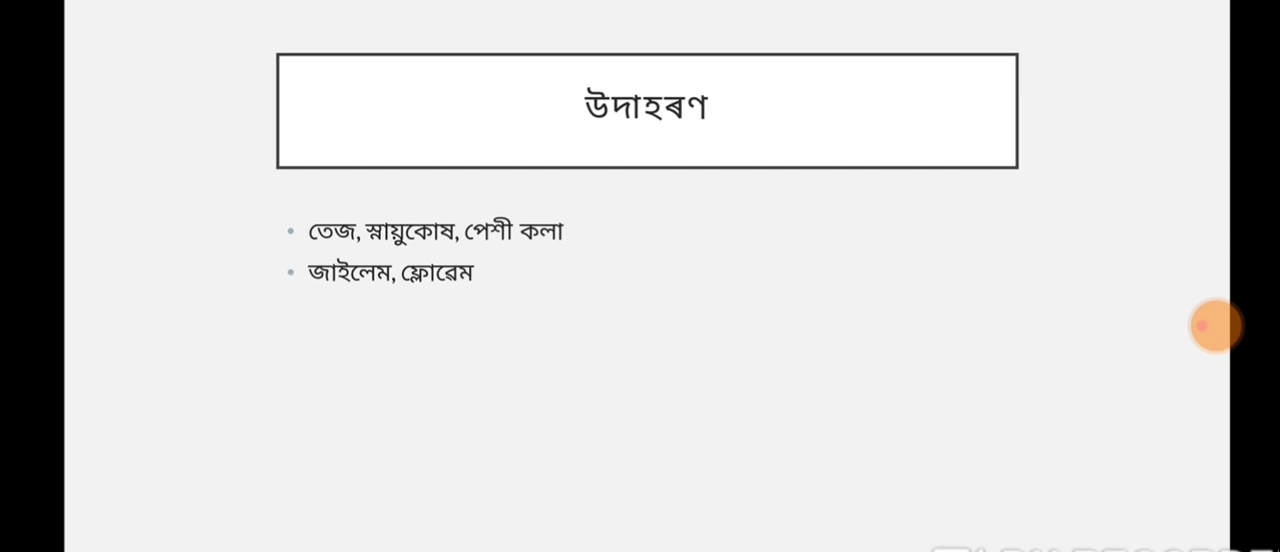 উদাহৰণ
• তেজ, স্নায়ুকোষ, পেশী কলা
• জাইলেম, ফ্লোৱেম